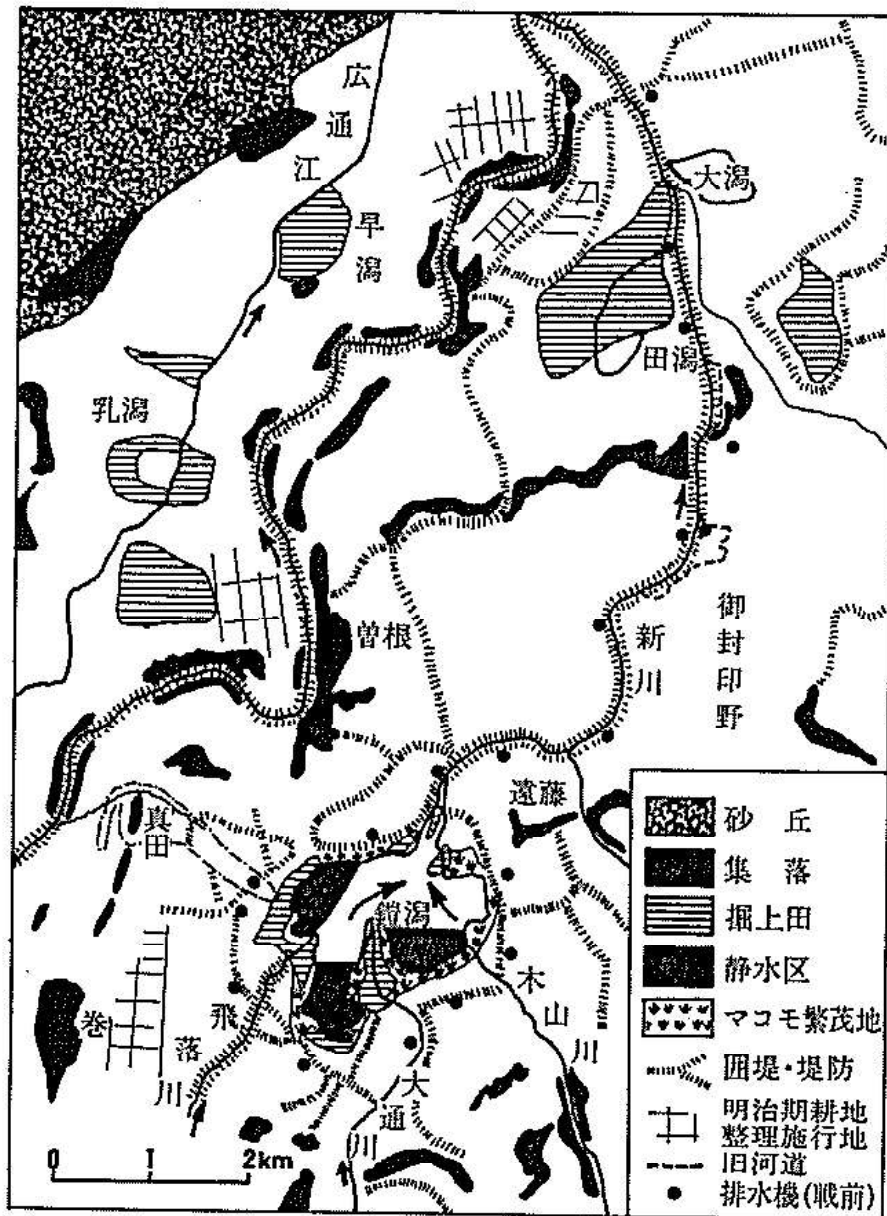 広通江
早潟
大潟
田潟
乳潟
曽根
新川
御封印野
遠藤
真田
鎧潟
巻
飛落川
大通川
木山川
0 1 2km
砂丘
集落
掘上田
静水区
マコモ繁茂地
囲堤・堤防
明治期耕地
整理施行地
旧河道
排水機(戦前)